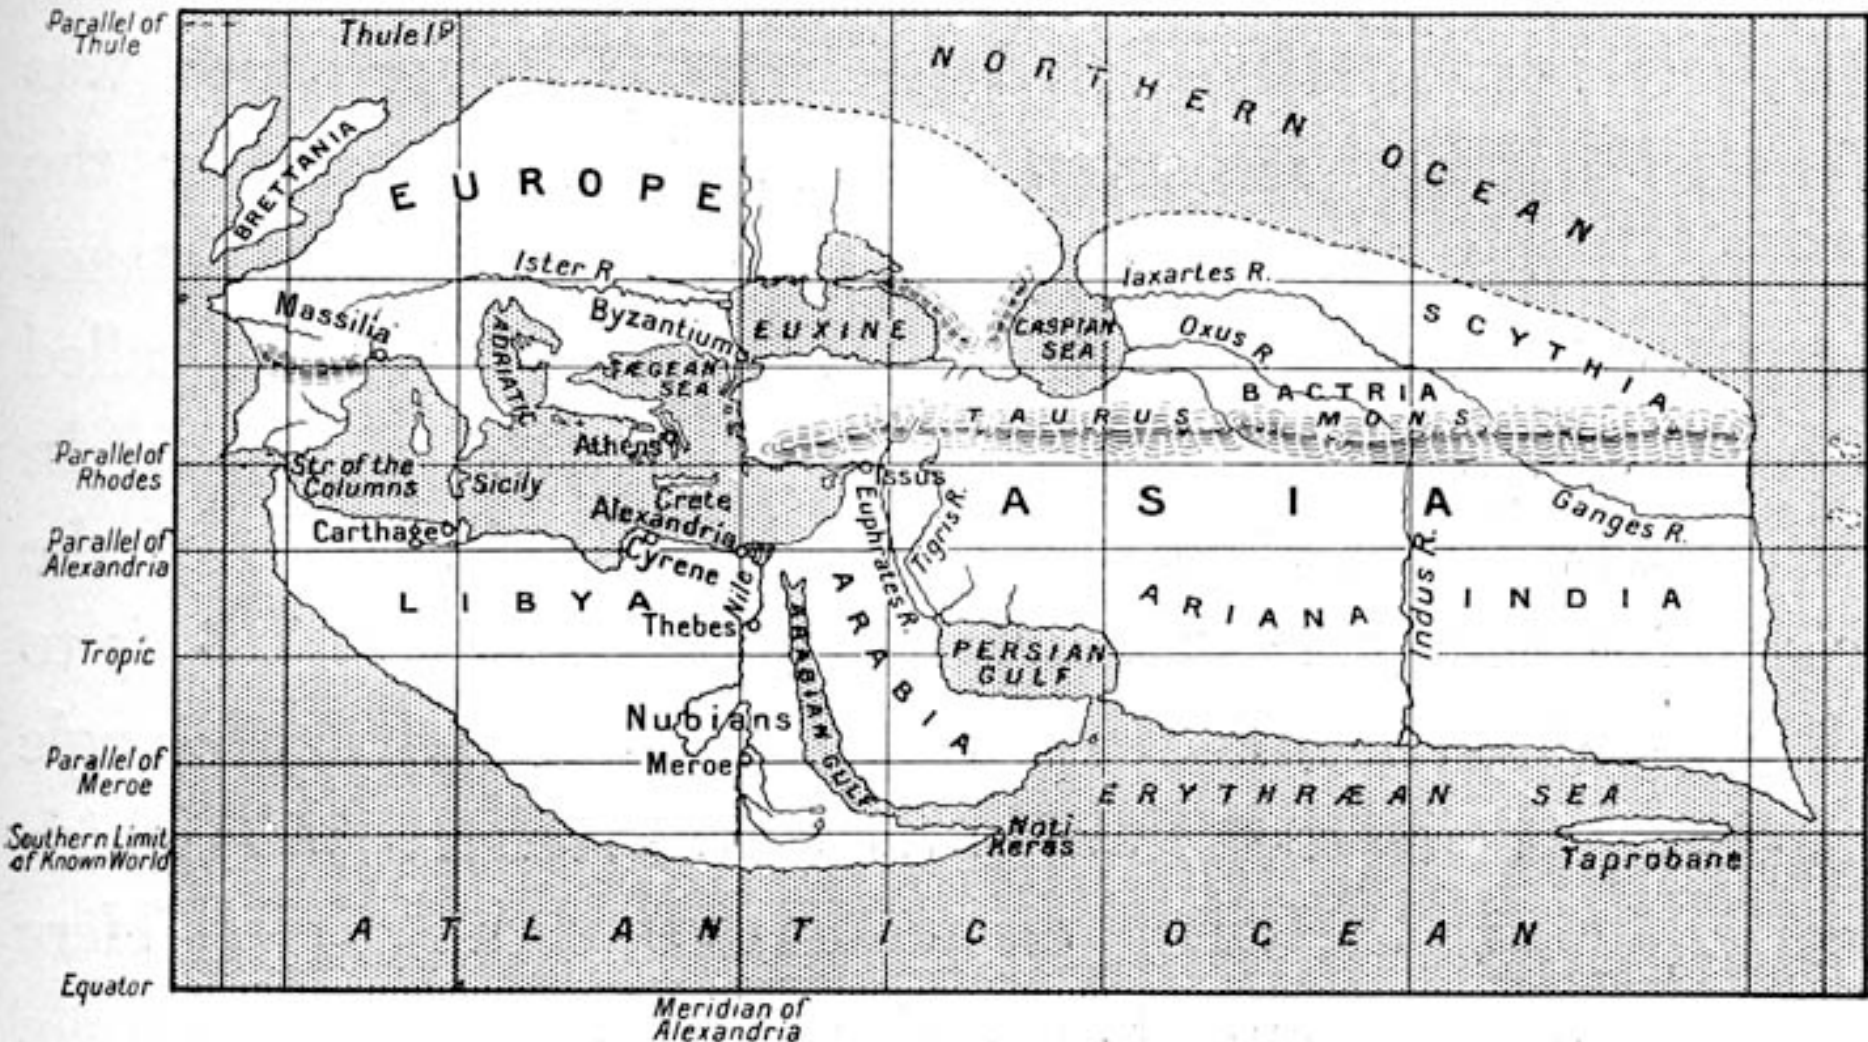 Parallel of
Thule
Thule I.
NORTHERN OCEAN
BRETTANIA
EUROPE
Ister R
Massilia
ADRIATIC
Byzantium
EUXINE
ÆGEAN
SEA
CASPIAN
SEA
Iaxartes R.
Oxus R.
SCYTHIA
BACTRIA
TAURUS MONS
Athens
Parallel of
Rhodes
Str of the
Columns
Sicily
Crete
Issus
ASIA
Ganges R.
Carthage
Alexandria
Cyrene
Euphrates R.
Tigris R.
Parallel of
Alexandria
LIBYA
Nile
Thebes
ARABIAN GULF
ARABIA
ARIANA
Indus R.
INDIA
Tropic
PERSIAN
GULF
Nubians
Parallel of
Meroe
Meroe
ERYTHRÆAN SEA
Southern Limit
of Known World
Noti
Keras
Taprobane
ATLANTIC OCEAN
Equator
Meridian of
Alexandria